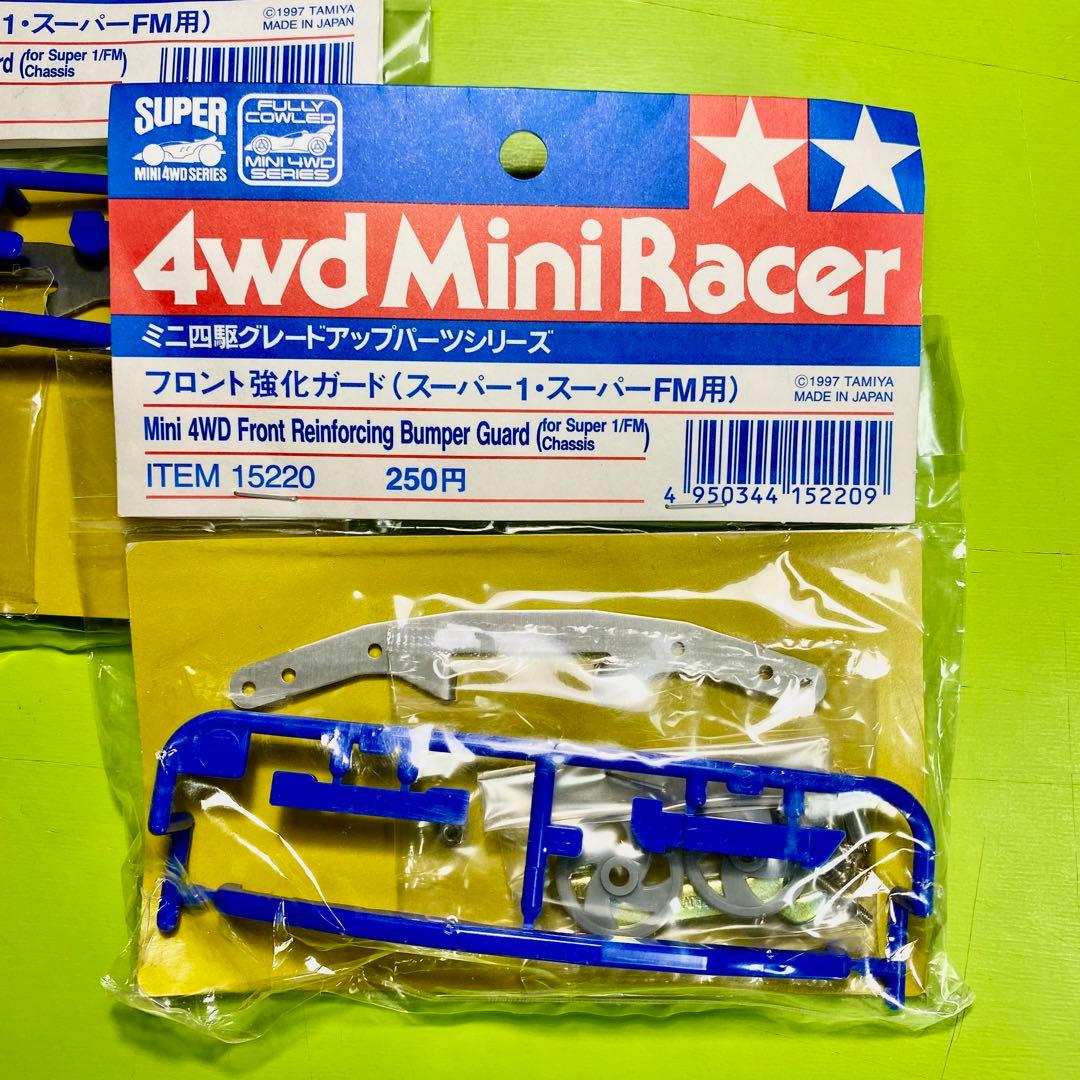 1・スーパーFM用)
©1997 TAMIYA
MADE IN JAPAN
rd (for Super 1/FM
Chassis)
SUPER
MINI 4WD SERIES
FULLY
COWLED
MINI 4WD
SERIES
4wd Mini Racer
ミニ四駆グレードアップパーツシリーズ
フロント強化ガード(スーパー1・スーパーFM用)
©1997 TAMIYA
MADE IN JAPAN
Mini 4WD Front Reinforcing Bumper Guard (for Super 1/FM
Chassis)
ITEM 15220 250円
4 950344 152209